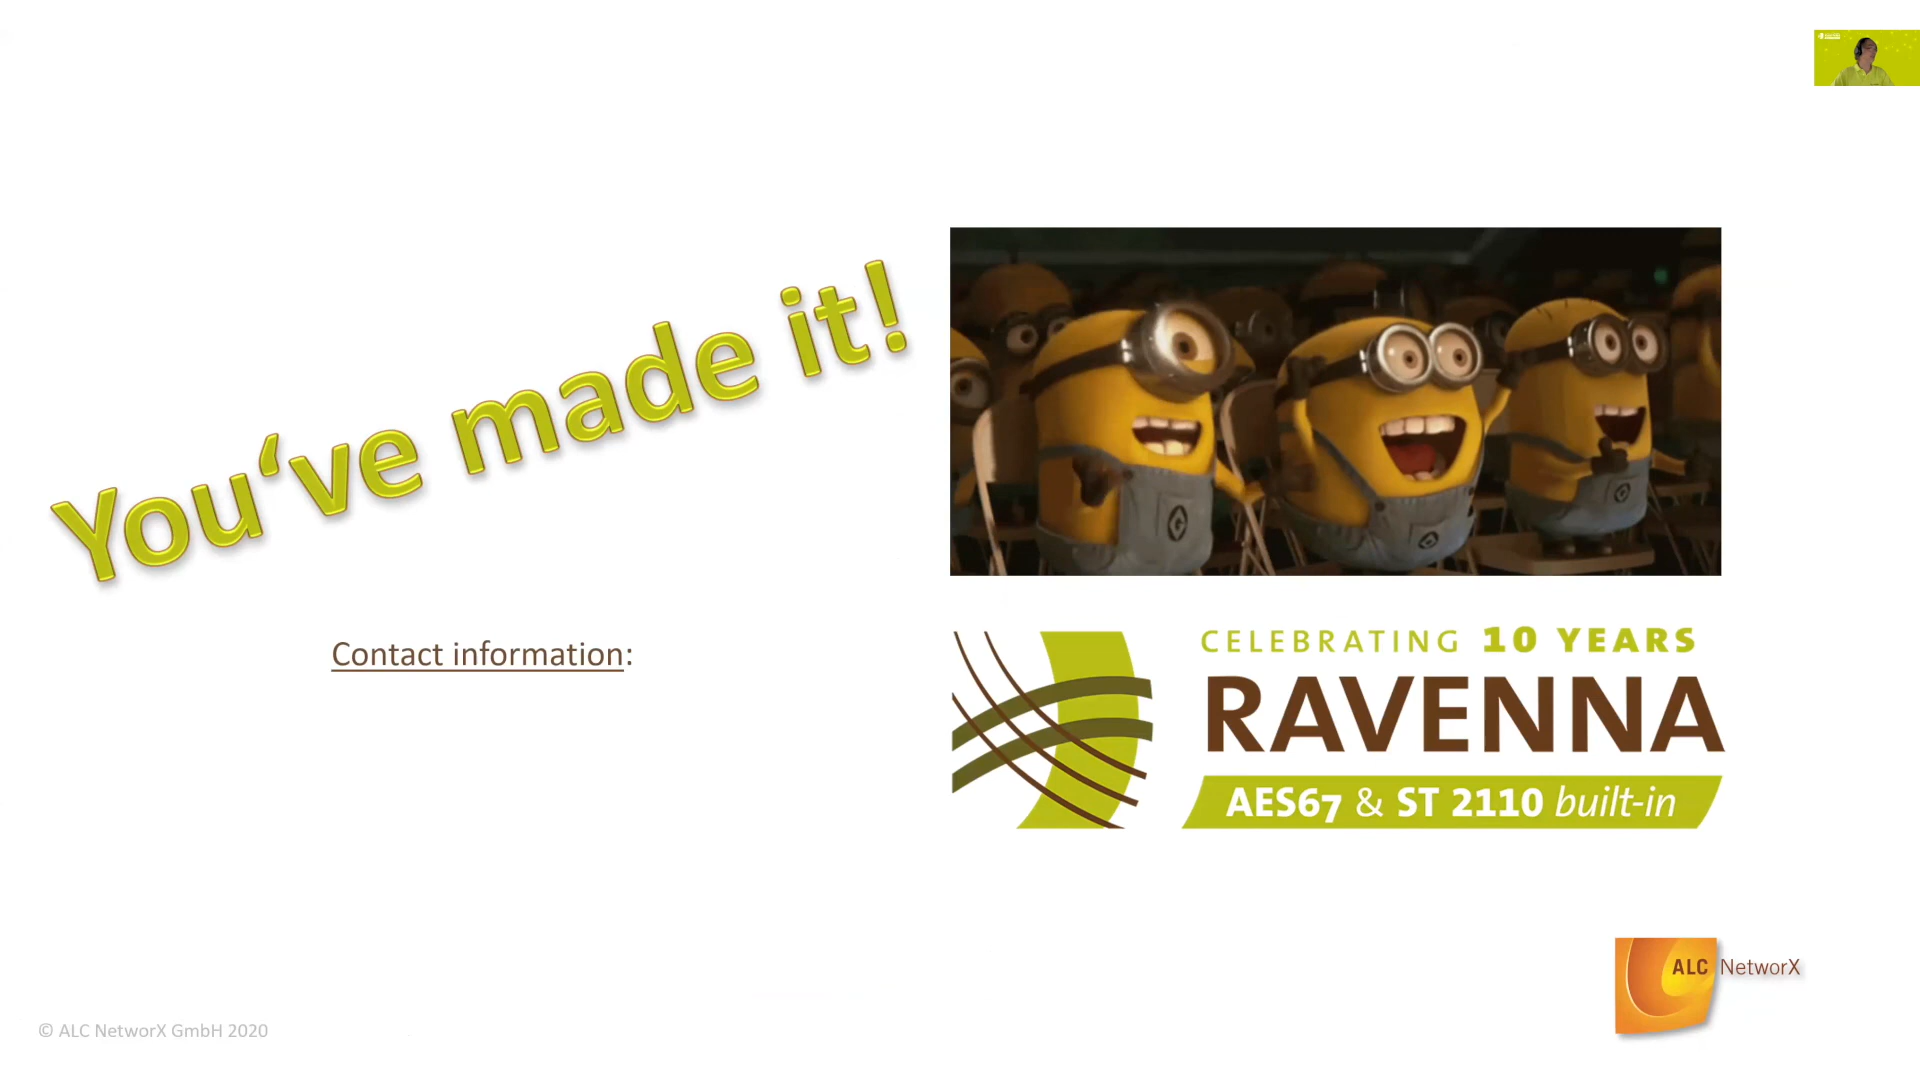 You‘ve made it!
Contact information:
CELEBRATING 10 YEARS
RAVENNA
AES67 & ST 2110 built-in
ALC NetworX
© ALC NetworX GmbH 2020